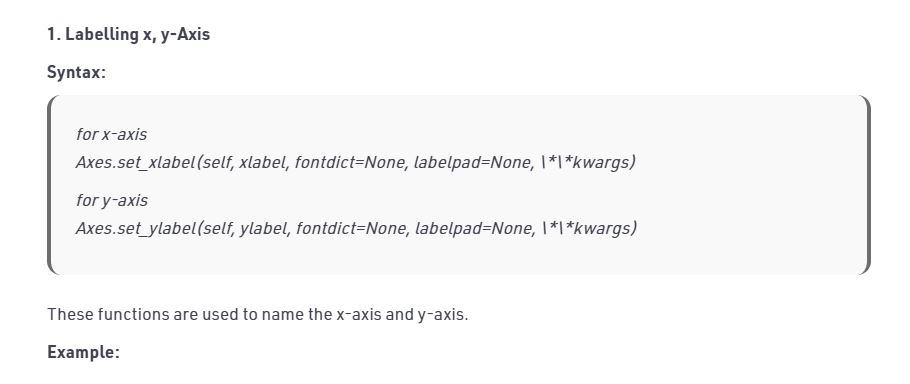 1. Labelling x, y-Axis
Syntax:
for x-axis
Axes.set_xlabel(self, xlabel, fontdict=None, labelpad=None, \*\*kwargs)
for y-axis
Axes.set_ylabel(self, ylabel, fontdict=None, labelpad=None, \*\*kwargs)
These functions are used to name the x-axis and y-axis.
Example: